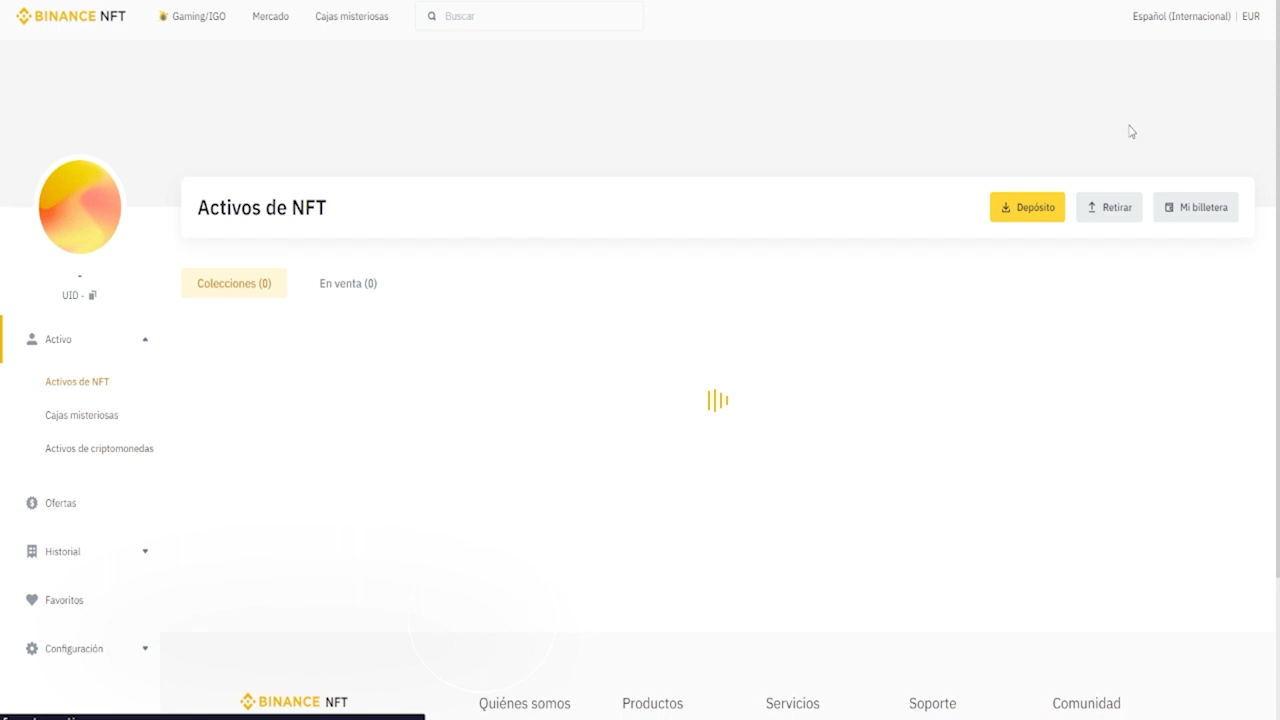 BINANCE NFT
Gaming/IGO
Mercado
Cajas misteriosas
Buscar
Español (Internacional) | EUR
Activos de NFT
Depósito
Retirar
Mi billetera
-
UID -
Colecciones (0)
En venta (0)
Activo
Activos de NFT
Cajas misteriosas
Activos de criptomonedas
Ofertas
Historial
Favoritos
Configuración
BINANCE NFT
Quiénes somos
Productos
Servicios
Soporte
Comunidad